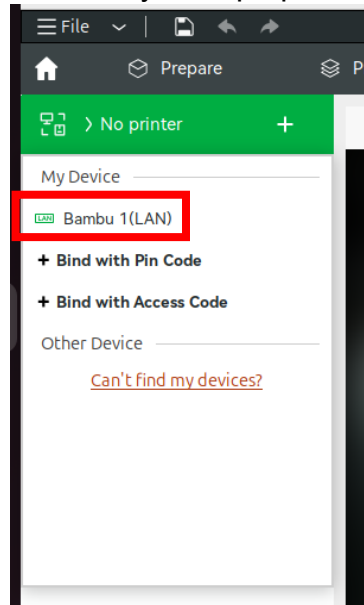 File
Prepare
P
No printer +
My Device
LAN Bambu 1(LAN)
+ Bind with Pin Code
+ Bind with Access Code
Other Device
Can't find my devices?